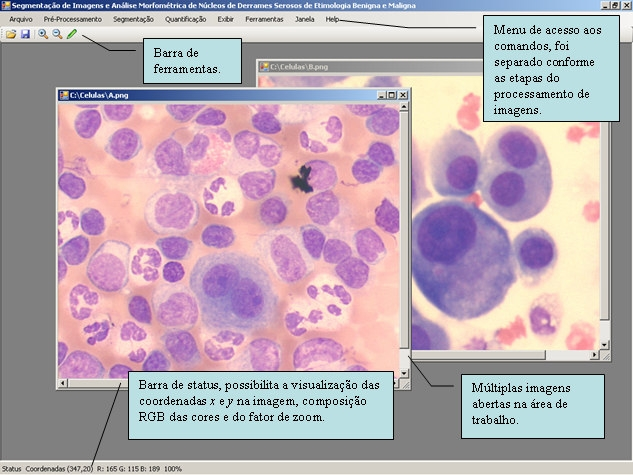 Segmentação de Imagens e Análise Morfométrica de Núcleos de Derrames Serosos de Etimologia Benigna e Maligna
Arquivo Pré-Processamento Segmentação Quantificação Exibir Ferramentas Janela Help
Barra de
ferramentas.
Menu de acesso aos
comandos, foi
separado conforme
as etapas do
processamento de
imagens.
C:\Celulas\B.png
C:\Celulas\A.png
Barra de status, possibilita a visualização das
coordenadas x e y na imagem, composição
RGB das cores e do fator de zoom.
Múltiplas imagens
abertas na área de
trabalho.
Status Coordenadas (347,20) R: 165 G: 115 B: 189 100%